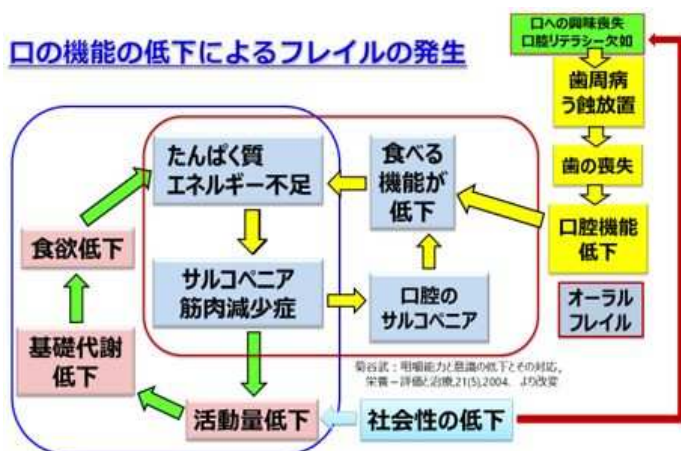 口の機能の低下によるフレイルの発生
口への興味喪失
口腔リテラシー欠如
歯周病
う蝕放置
歯の喪失
口腔機能
低下
オーラル
フレイル
たんぱく質
エネルギー不足
食べる
機能が
低下
サルコペニア
筋肉減少症
口腔の
サルコペニア
食欲低下
基礎代謝
低下
活動量低下
社会性の低下
菊谷武:咀嚼能力と意識の低下とその対応,
栄養-評価と治療,21(5),2004. より改変